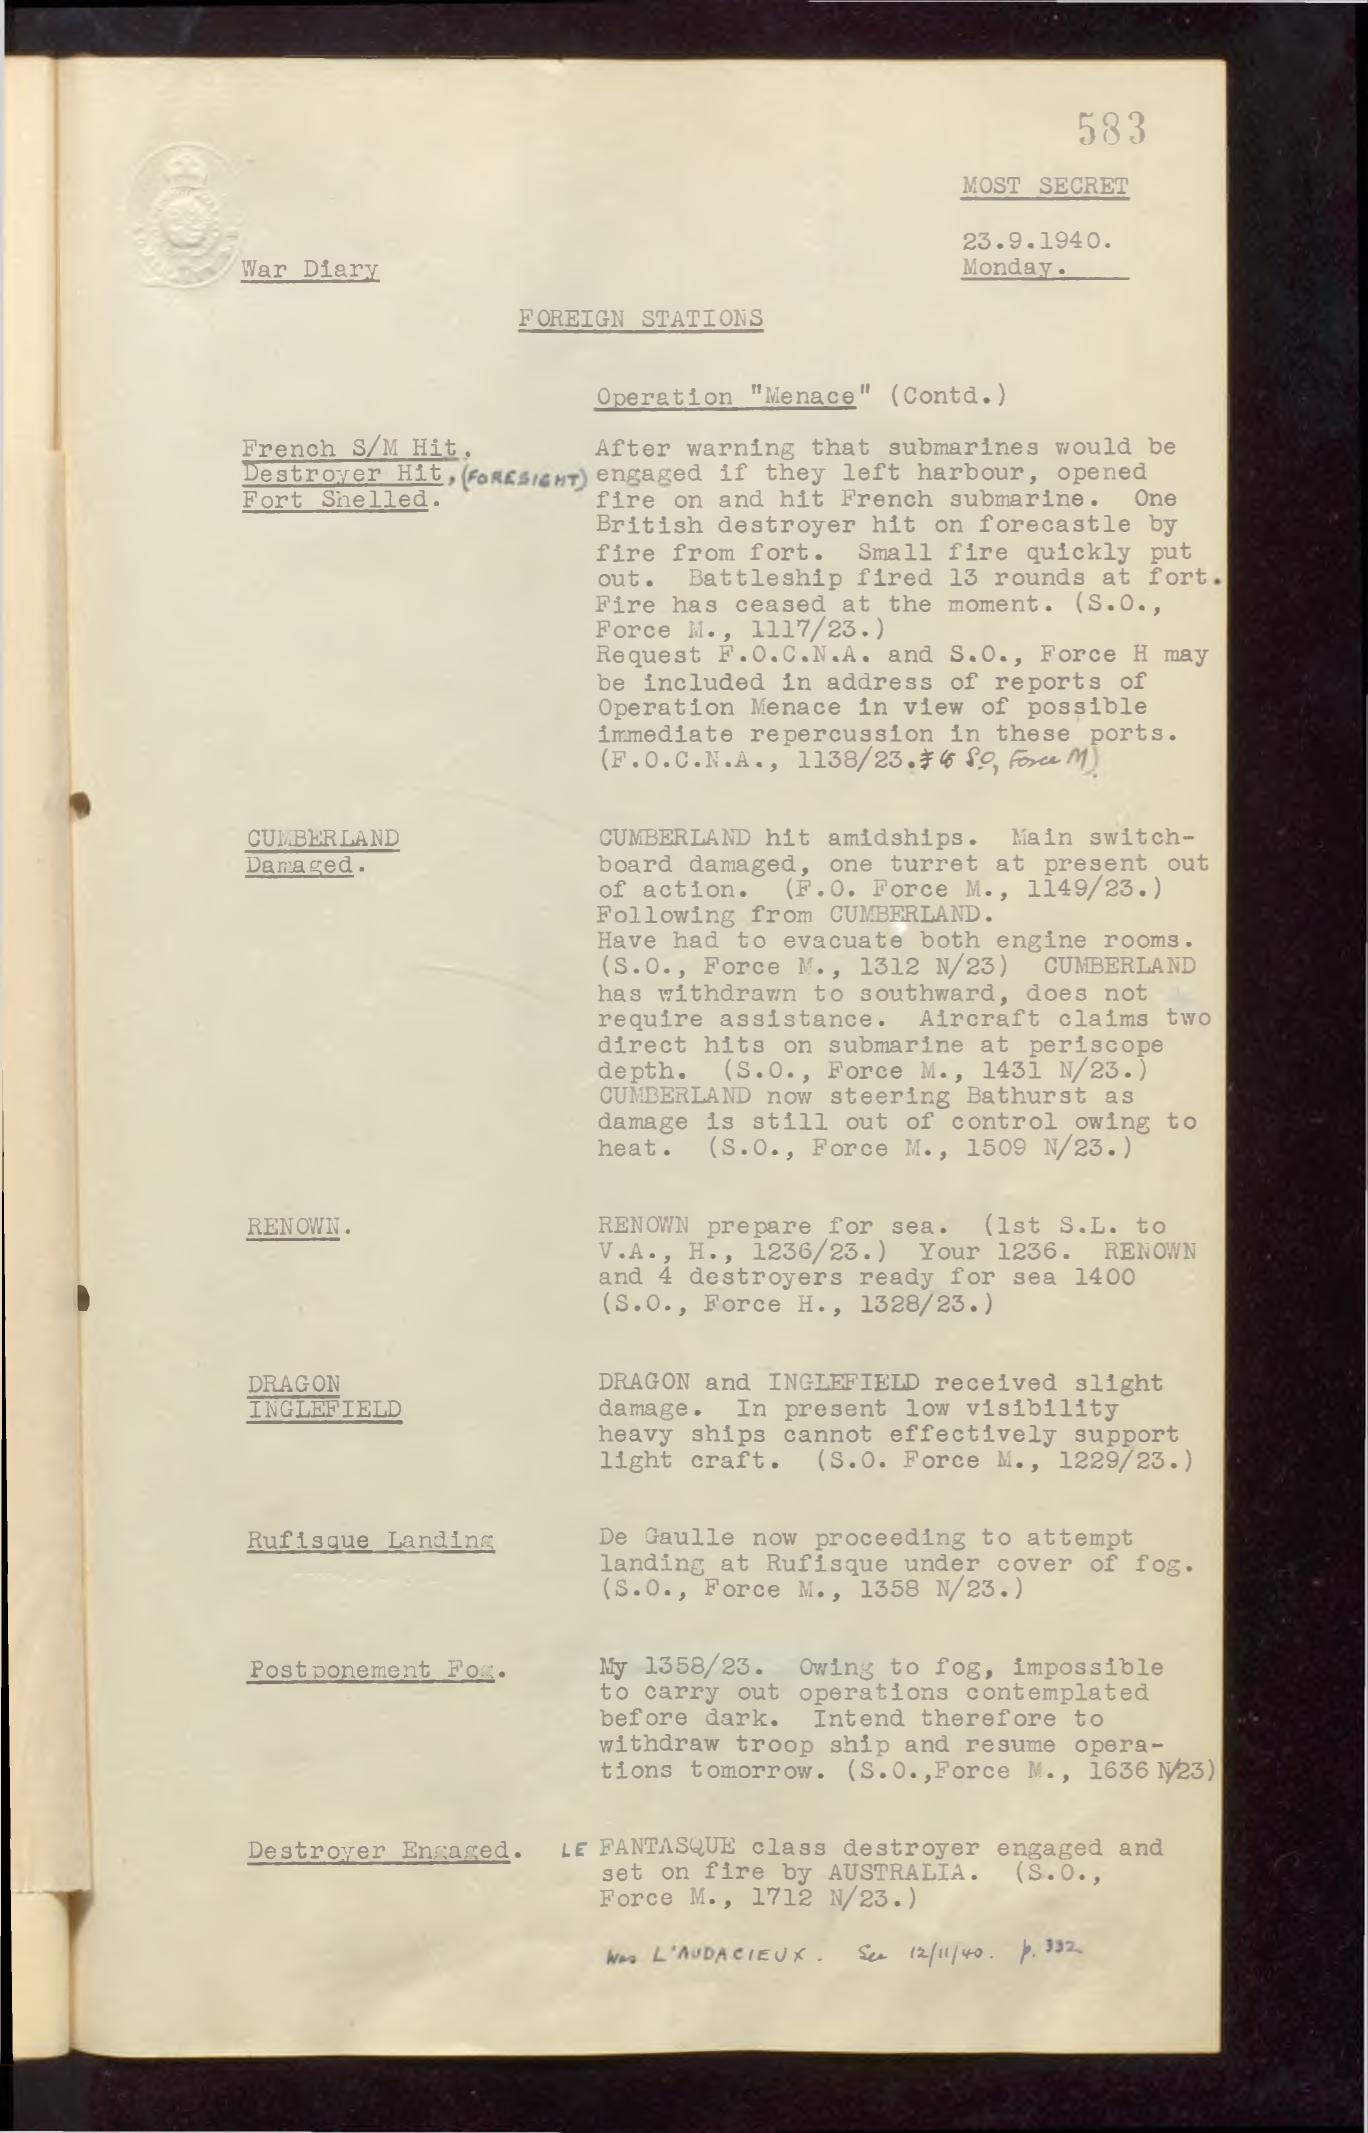 583
MOST SECRET
23.9.1940.
Monday.
War Diary
FOREIGN STATIONS
Operation "Menace" (Contd.)
French S/M Hit.
Destroyer Hit, (FORESIGHT)
Fort Shelled.
After warning that submarines would be
engaged if they left harbour, opened
fire on and hit French submarine. One
British destroyer hit on forecastle by
fire from fort. Small fire quickly put
out. Battleship fired 13 rounds at fort.
Fire has ceased at the moment. (S.O.,
Force M., 1117/23.)
Request F.O.C.N.A. and S.O., Force H may
be included in address of reports of
Operation Menace in view of possible
immediate repercussion in these ports.
(F.O.C.N.A., 1138/23. to S.O, Force M).
CUMBERLAND
Damaged.
CUMBERLAND hit amidships. Main switch-
board damaged, one turret at present out
of action. (F.O. Force M., 1149/23.)
Following from CUMBERLAND.
Have had to evacuate both engine rooms.
(S.O., Force M., 1312 N/23) CUMBERLAND
has withdrawn to southward, does not
require assistance. Aircraft claims two
direct hits on submarine at periscope
depth. (S.O., Force M., 1431 N/23.)
CUMBERLAND now steering Bathurst as
damage is still out of control owing to
heat. (S.O., Force M., 1509 N/23.)
RENOWN.
RENOWN prepare for sea. (1st S.L. to
V.A., H., 1236/23.) Your 1236. RENOWN
and 4 destroyers ready for sea 1400
(S.O., Force H., 1328/23.)
DRAGON
INGLEFIELD
DRAGON and INGLEFIELD received slight
damage. In present low visibility
heavy ships cannot effectively support
light craft. (S.O. Force M., 1229/23.)
Rufisque Landing
De Gaulle now proceeding to attempt
landing at Rufisque under cover of fog.
(S.O., Force M., 1358 N/23.)
Postponement Fog.
My 1358/23. Owing to fog, impossible
to carry out operations contemplated
before dark. Intend therefore to
withdraw troop ship and resume opera-
tions tomorrow. (S.O.,Force M., 1636 N/23)
Destroyer Engaged.
LE FANTASQUE class destroyer engaged and
set on fire by AUSTRALIA. (S.O.,
Force M., 1712 N/23.)
Was L'AUDACIEUX. See 12/11/40. p. 332